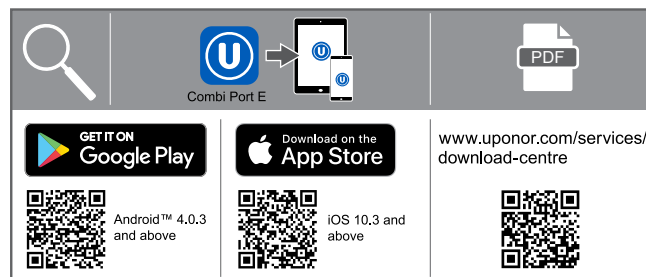 U
U
U
Combi Port E
PDF
GET IT ON
Google Play
Download on the
App Store
www.uponor.com/services/
download-centre
Android™ 4.0.3
and above
iOS 10.3 and
above